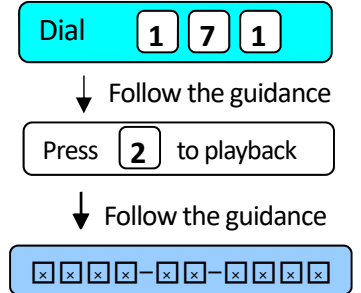 Dial 1 7 1
Follow the guidance
Press 2 to playback
Follow the guidance
☒☒☒☒-☒☒-☒☒☒☒